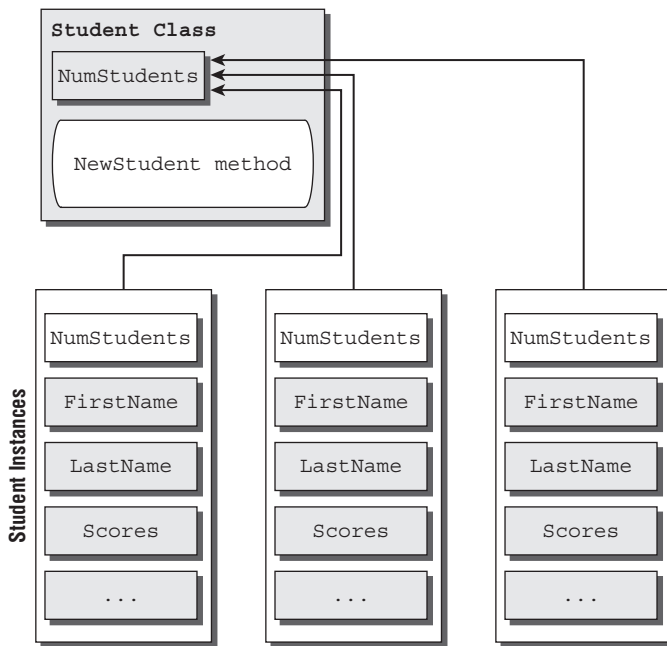 Student Class
NumStudents
NewStudent method
Student Instances
NumStudents
FirstName
LastName
Scores
...
NumStudents
FirstName
LastName
Scores
...
NumStudents
FirstName
LastName
Scores
...